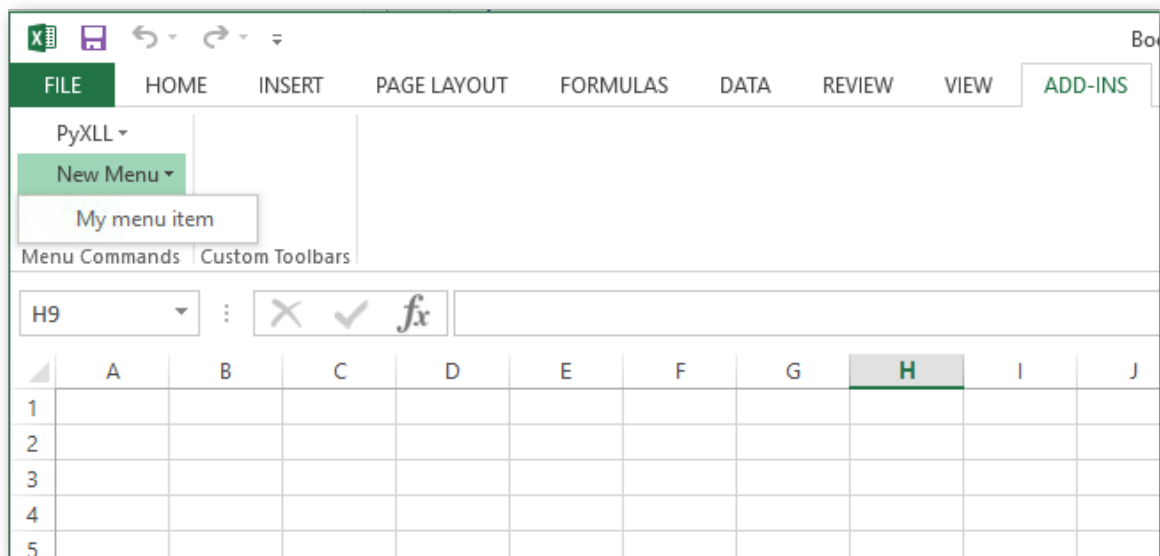 Boo
FILE HOME INSERT PAGE LAYOUT FORMULAS DATA REVIEW VIEW ADD-INS
PyXLL
New Menu
My menu item
Menu Commands Custom Toolbars
H9 fx
A B C D E F G H I J
1
2
3
4
5